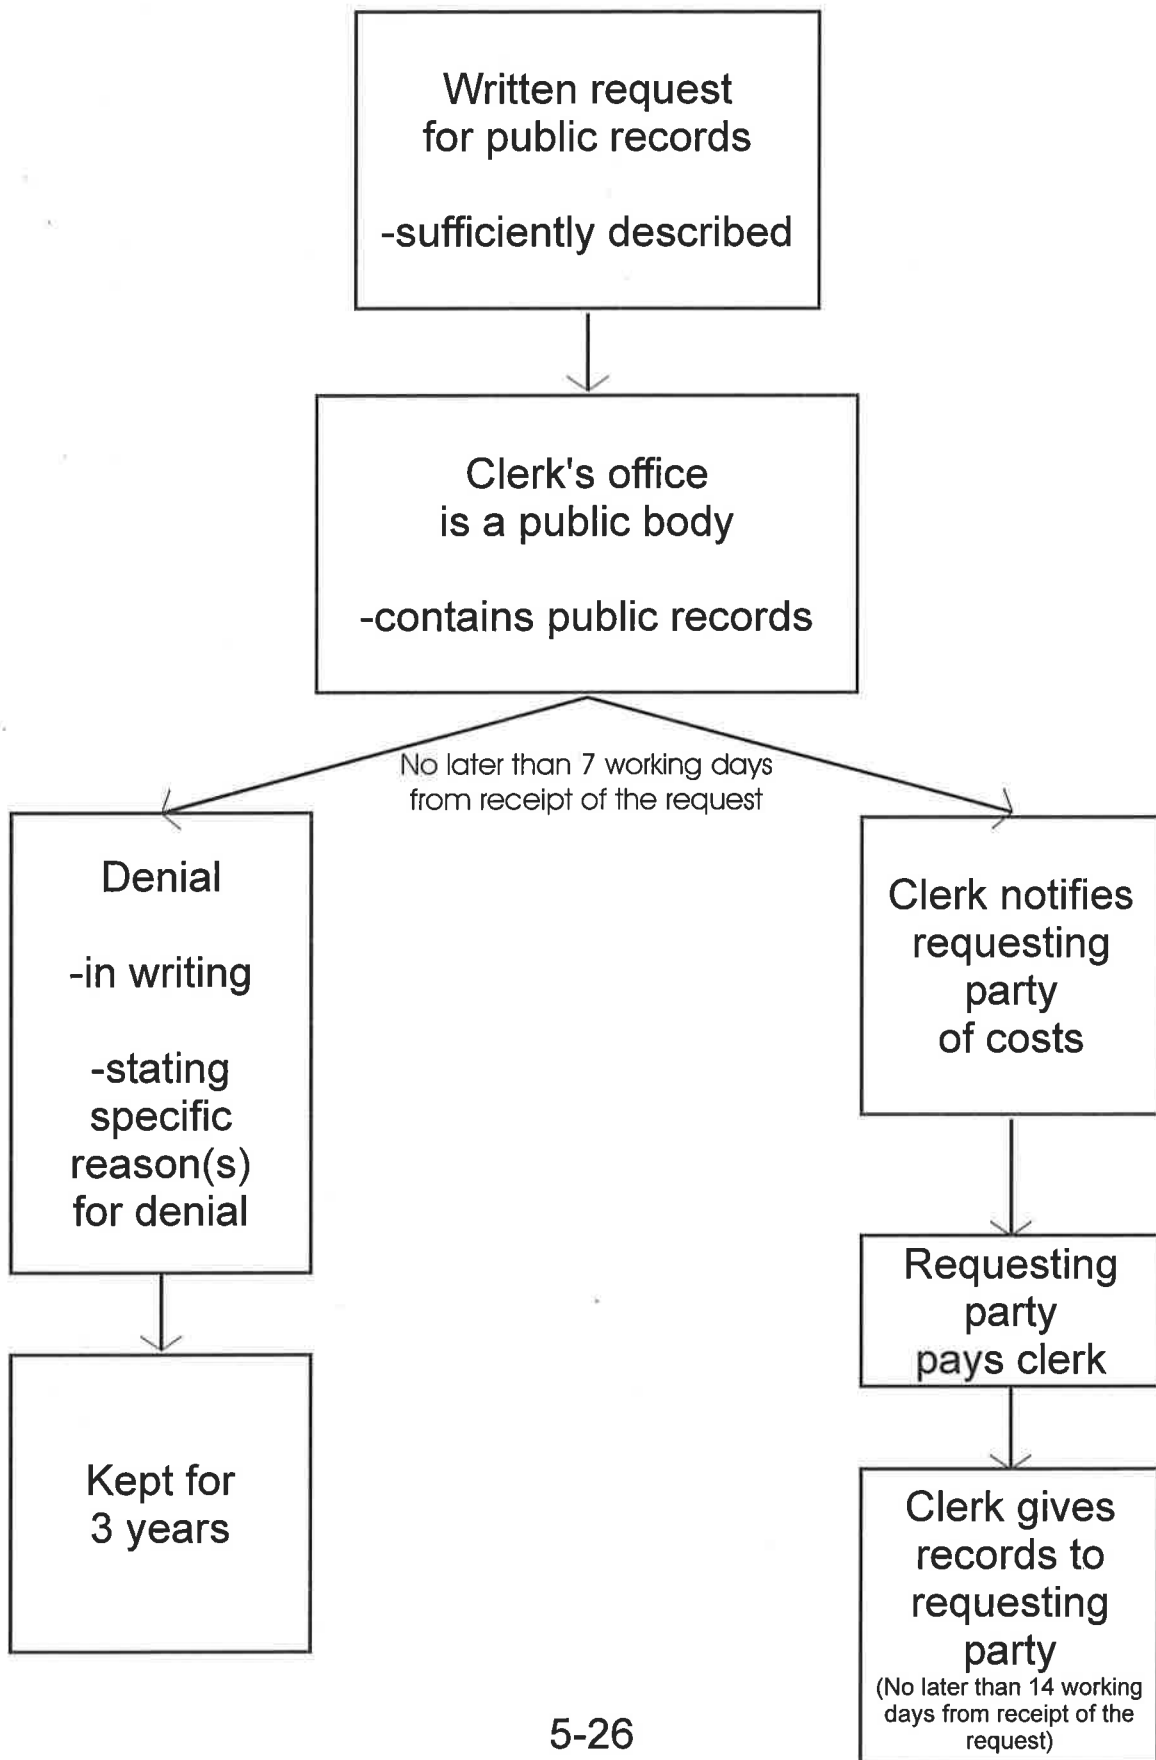 Written request
for public records
-sufficiently described
Clerk's office
is a public body
-contains public records
No later than 7 working days
from receipt of the request
Denial
-in writing
-stating
specific
reason(s)
for denial
Kept for
3 years
Clerk notifies
requesting
party
of costs
Requesting
party
pays clerk
Clerk gives
records to
requesting
party
(No later than 14 working
days from receipt of the
request)
5-26